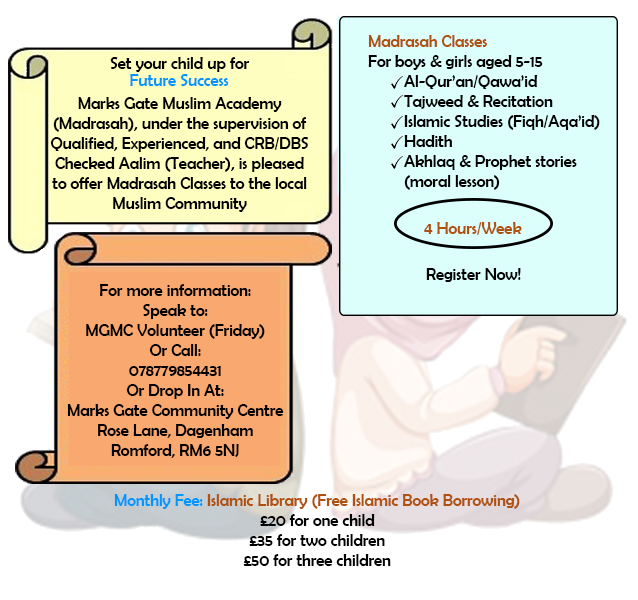 Set your child up for
Future Success
Marks Gate Muslim Academy
(Madrasah), under the supervision of
Qualified, Experienced, and CRB/DBS
Checked Aalim (Teacher), is pleased
to offer Madrasah Classes to the local
Muslim Community
Madrasah Classes
For boys & girls aged 5-15
✓Al-Qur'an/Qawa'id
✓Tajweed & Recitation
✓Islamic Studies (Fiqh/Aqa'id)
✓Hadith
✓Akhlaq & Prophet stories
(moral lesson)
4 Hours/Week
Register Now!
For more information:
Speak to:
MGMC Volunteer (Friday)
Or Call:
078779854431
Or Drop In At:
Marks Gate Community Centre
Rose Lane, Dagenham
Romford, RM6 5NJ
Monthly Fee: Islamic Library (Free Islamic Book Borrowing)
£20 for one child
£35 for two children
£50 for three children